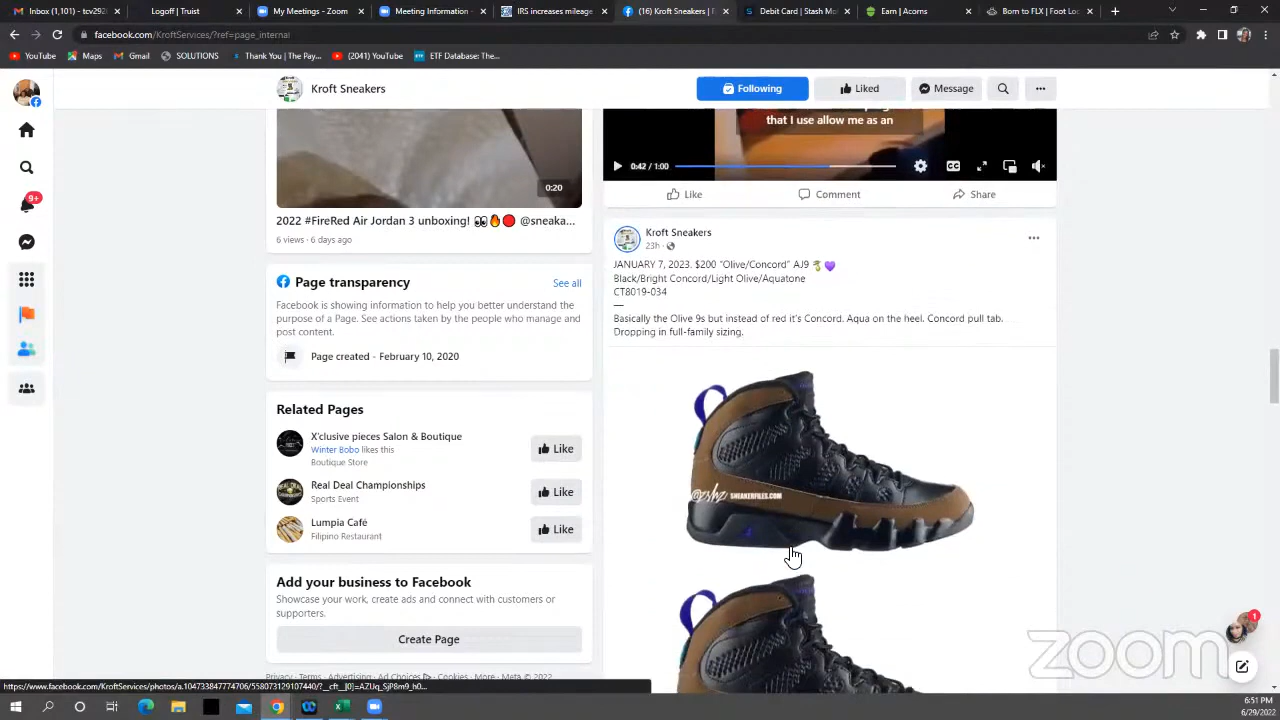 Inbox (1,101) - tcv292
Logoff | Trust
My Meetings - Zoom
Meeting Information -
IRS increases mileage
(16) Kroft Sneakers |
Debit Card | Stash Mo
Earn | Acorns
Born to FLX | Foot Lo
facebook.com/KroftServices/?ref=page_internal
YouTube
Maps
Gmail
SOLUTIONS
Thank You | The Pay...
(2041) YouTube
ETF Database: The...
Kroft Sneakers
Following
Liked
Message
that I use allow me as an
0:42 / 1:00
0:20
Like
Comment
Share
2022 #FireRed Air Jordan 3 unboxing! 👀🔥🔴 @sneaka...
6 views · 6 days ago
9+
Page transparency
See all
Facebook is showing information to help you better understand the
purpose of a Page. See actions taken by the people who manage and
post content.
Page created - February 10, 2020
Related Pages
X'clusive pieces Salon & Boutique
Winter Bobo likes this
Boutique Store
Like
Real Deal Championships
Sports Event
Like
Lumpia Café
Filipino Restaurant
Like
Add your business to Facebook
Showcase your work, create ads and connect with customers or
supporters.
Create Page
Privacy · Terms · Advertising · Ad Choices · Cookies · More · Meta © 2022
Kroft Sneakers
23h ·
JANUARY 7, 2023. $200 “Olive/Concord” AJ9 🫒💜
Black/Bright Concord/Light Olive/Aquatone
CT8019-034
—
Basically the Olive 9s but instead of red it's Concord. Aqua on the heel. Concord pull tab.
Dropping in full-family sizing.
@zshz SNEAKERFILES.COM
zoom
1
https://www.facebook.com/KroftServices/photos/a.104733847774706/558073129107440/?__cft__[0]=AZUq_SjP8m9_h0...
6:51 PM
6/29/2022